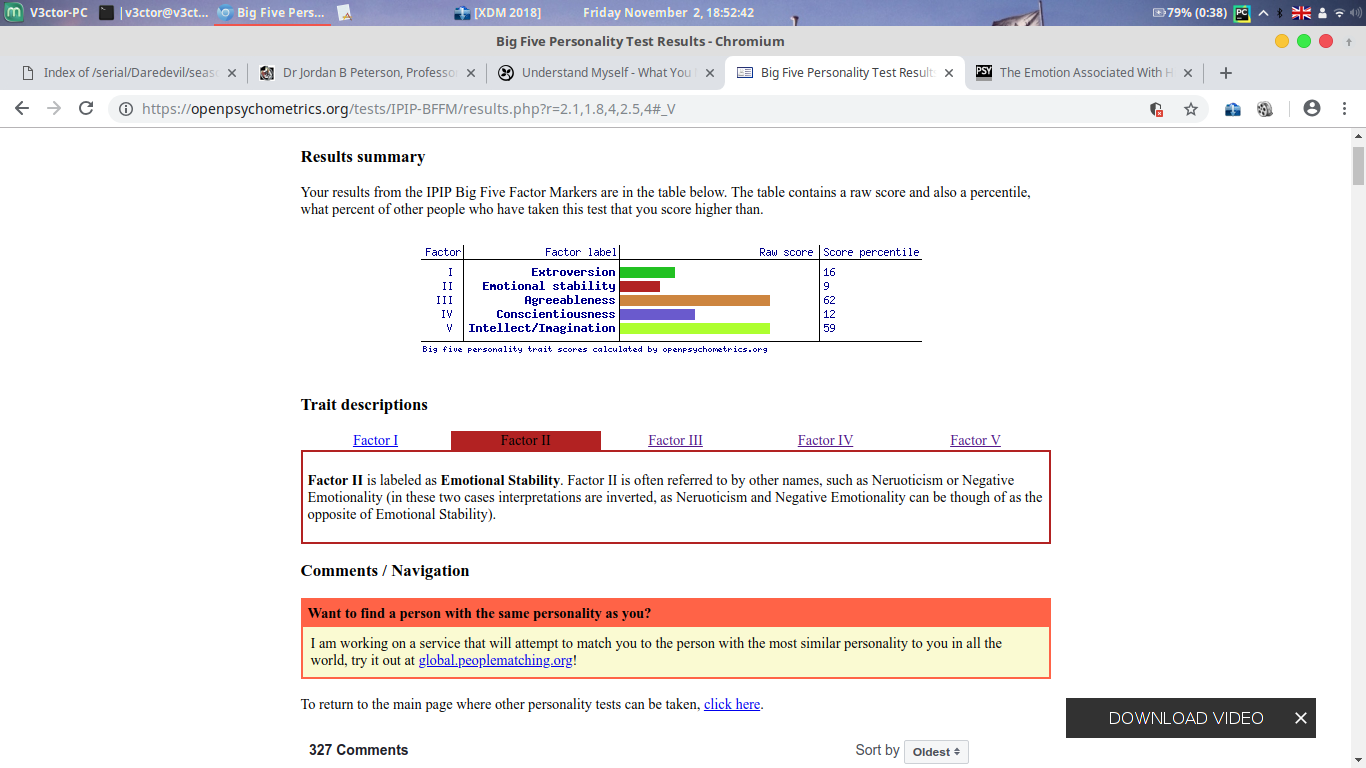 V3ctor-PC |v3ctor@v3ct... Big Five Pers... [XDM 2018] Friday November 2, 18:52:42 79% (0:38)
Big Five Personality Test Results - Chromium
Index of /serial/Daredevil/seas Dr Jordan B Peterson, Professor Understand Myself - What You Big Five Personality Test Results PSY The Emotion Associated With H
https://openpsychometrics.org/tests/IPIP-BFFM/results.php?r=2.1,1.8,4,2.5,4#_V
Results summary
Your results from the IPIP Big Five Factor Markers are in the table below. The table contains a raw score and also a percentile,
what percent of other people who have taken this test that you score higher than.
Factor Factor label Raw score Score percentile
I Extroversion 16
II Emotional stability 9
III Agreeableness 62
IV Conscientiousness 12
V Intellect/Imagination 59
Big five personality trait scores calculated by openpsychometrics.org
Trait descriptions
Factor I Factor II Factor III Factor IV Factor V
Factor II is labeled as Emotional Stability. Factor II is often referred to by other names, such as Neruoticism or Negative
Emotionality (in these two cases interpretations are inverted, as Neruoticism and Negative Emotionality can be though of as the
opposite of Emotional Stability).
Comments / Navigation
Want to find a person with the same personality as you?
I am working on a service that will attempt to match you to the person with the most similar personality to you in all the
world, try it out at global.peoplematching.org!
To return to the main page where other personality tests can be taken, click here.
DOWNLOAD VIDEO
327 Comments Sort by Oldest